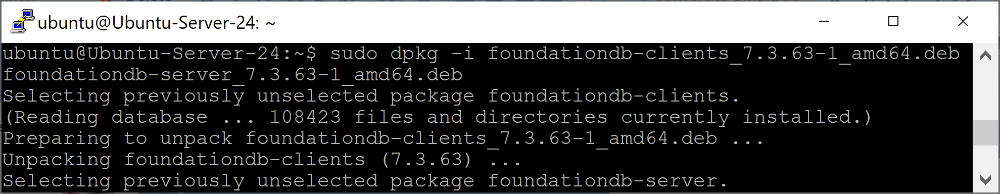 ubuntu@Ubuntu-Server-24: ~
ubuntu@Ubuntu-Server-24:~$ sudo dpkg -i foundationdb-clients_7.3.63-1_amd64.deb
foundationdb-server_7.3.63-1_amd64.deb
Selecting previously unselected package foundationdb-clients.
(Reading database ... 108423 files and directories currently installed.)
Preparing to unpack foundationdb-clients_7.3.63-1_amd64.deb ...
Unpacking foundationdb-clients (7.3.63) ...
Selecting previously unselected package foundationdb-server.